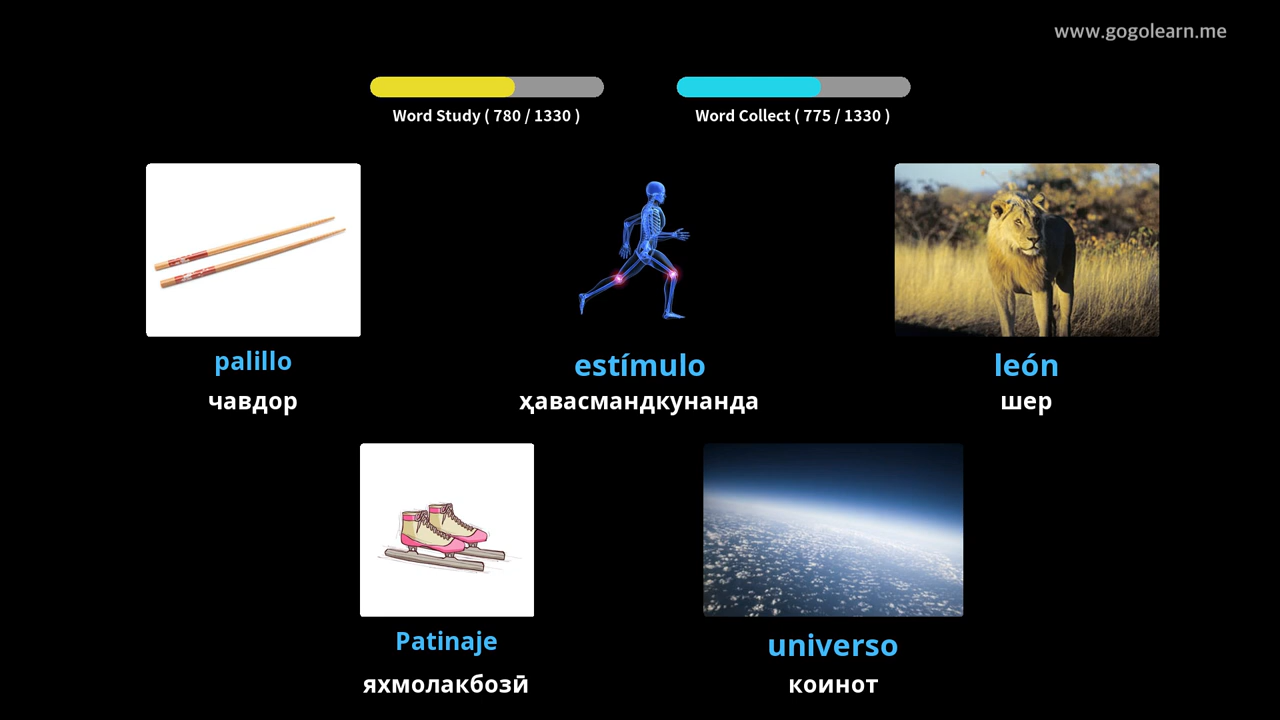 www.gogolearn.me
Word Study ( 780 / 1330 )
Word Collect ( 775 / 1330 )
palillo
чавдор
estímulo
ҳавасмандкунанда
león
шер
Patinaje
яхмолакбозӣ
universo
коинот